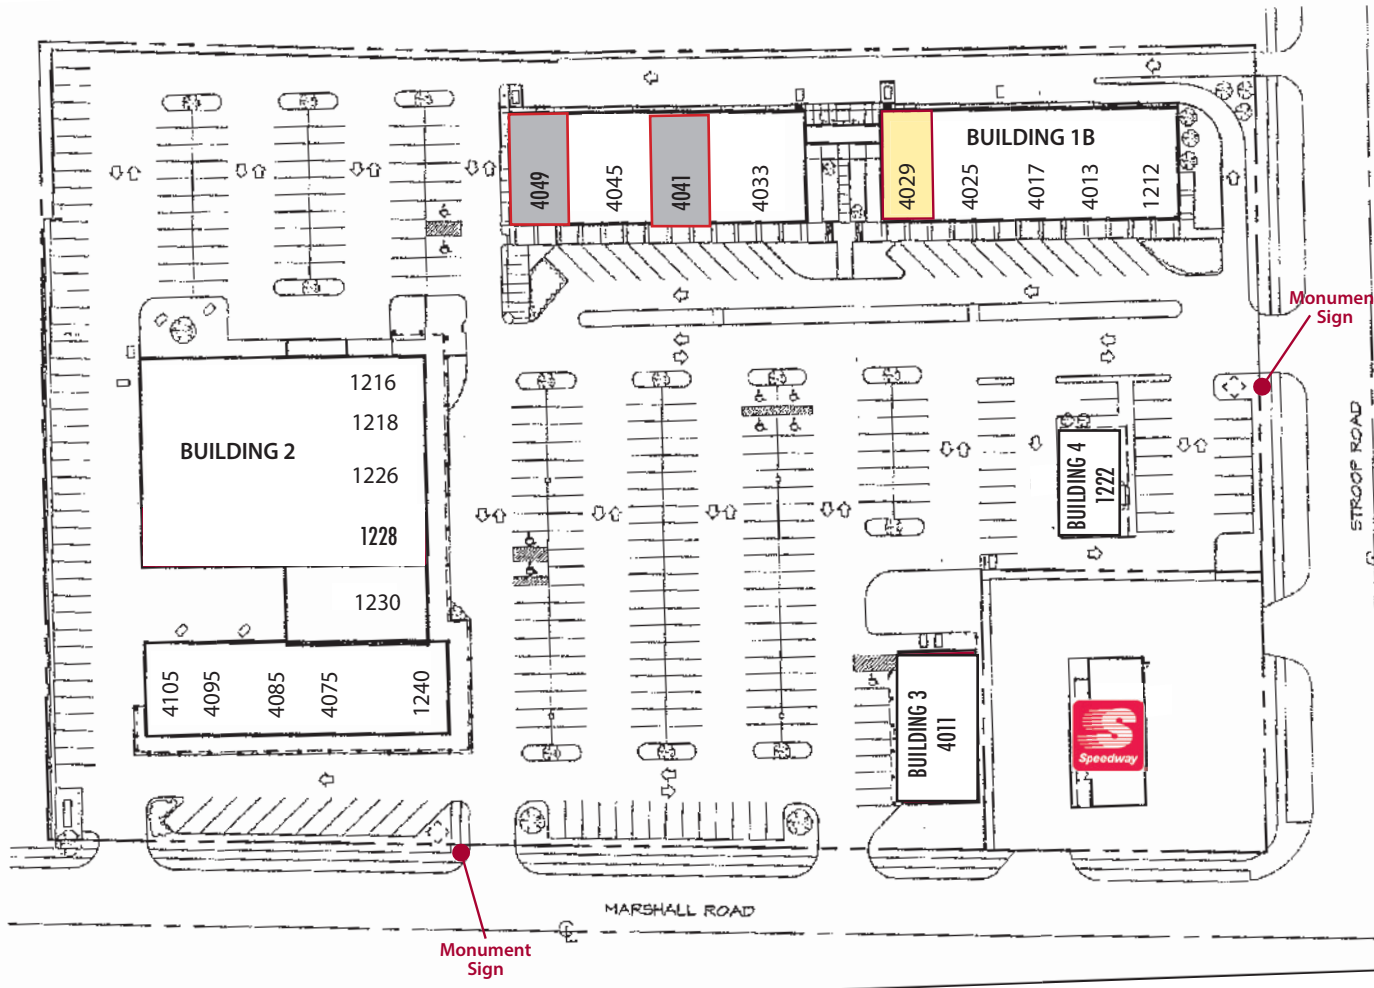 BUILDING 1B
4049
4045
4041
4033
4029
4025
4017
4013
1212
Monumen
Sign
1216
1218
BUILDING 2
1226
1228
1230
BUILDING 4
1222
STROOP ROAD
4105
4095
4085
4075
1240
BUILDING 3
4011
S
Speedway
MARSHALL ROAD
Monument
Sign